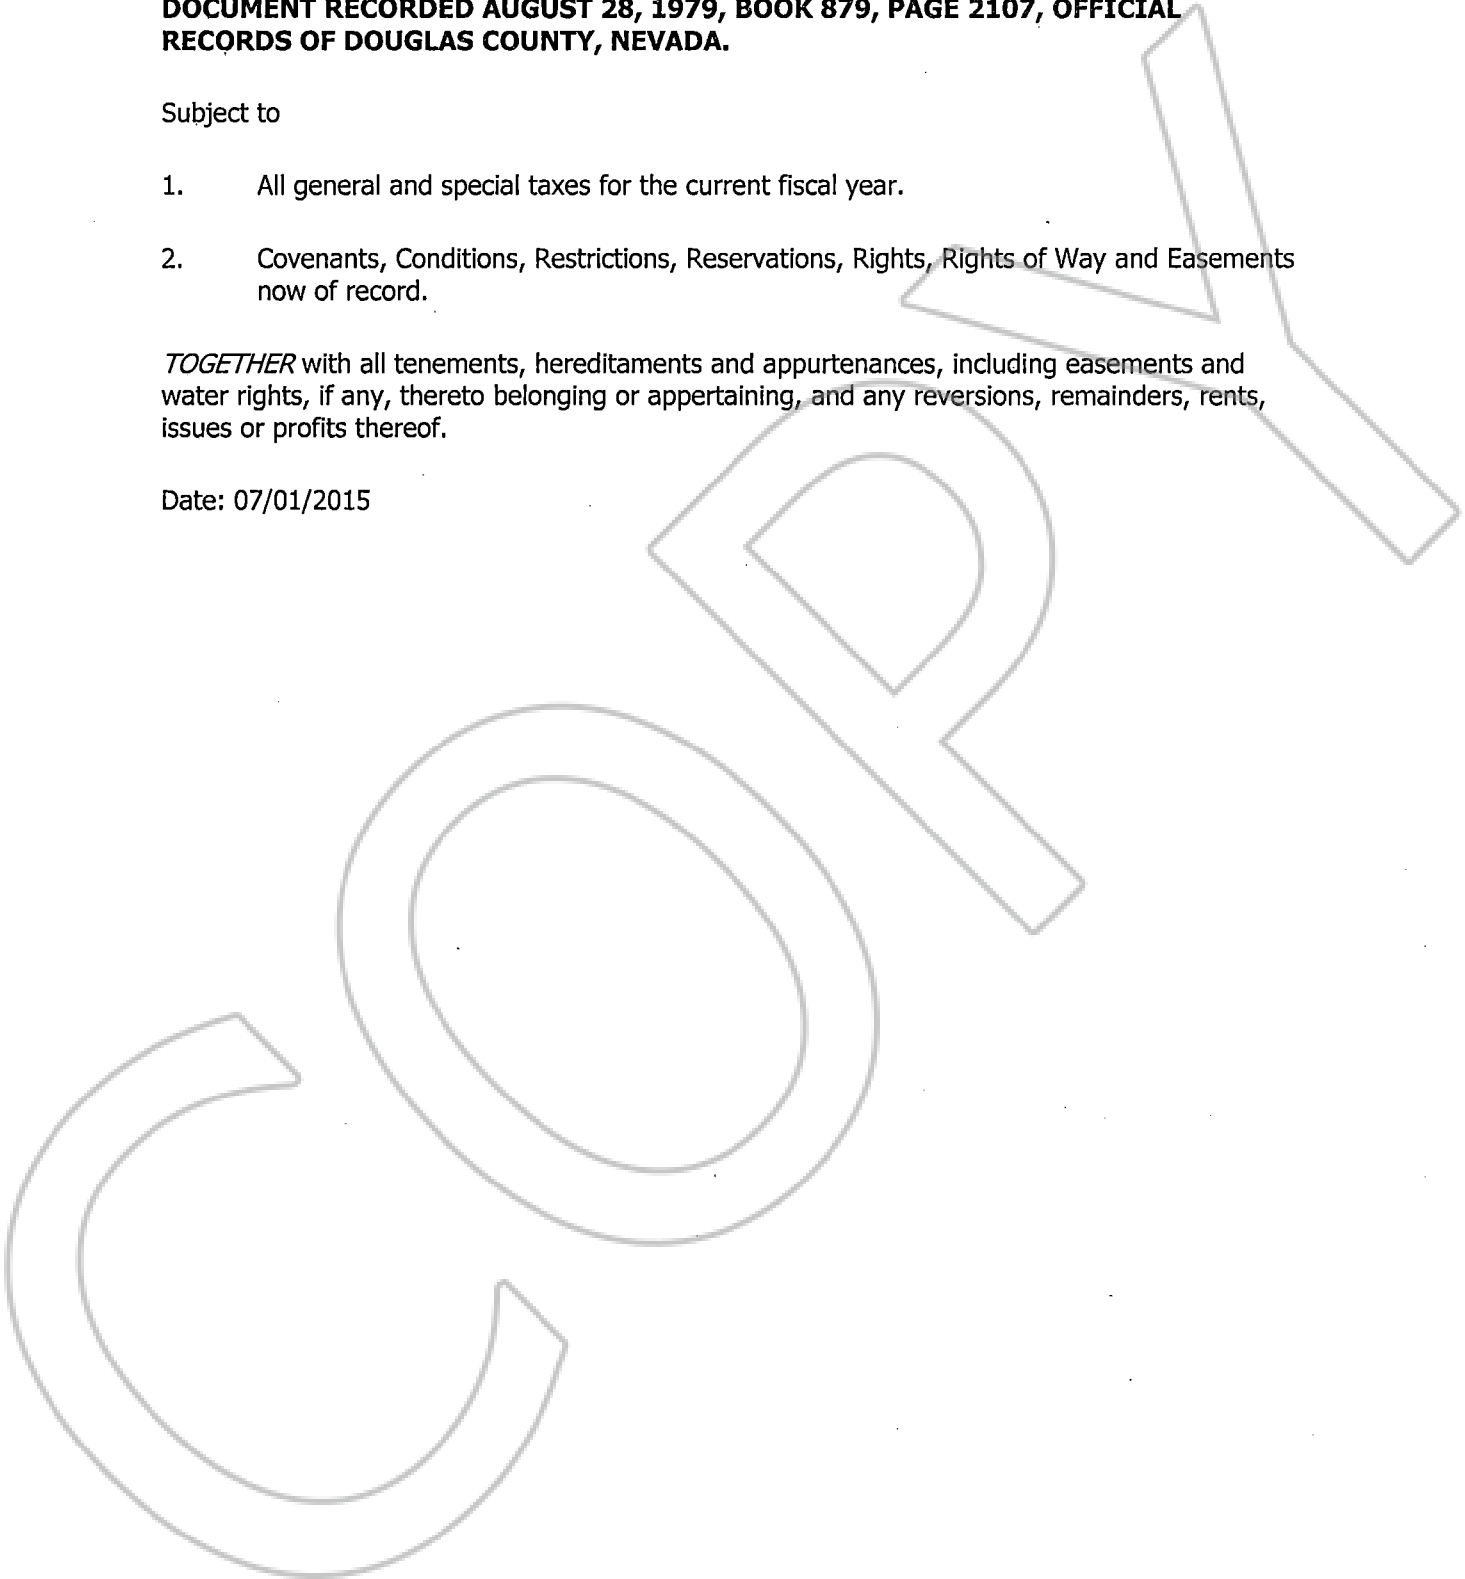 DOCUMENT RECORDED AUGUST 28, 1979, BOOK 879, PAGE 2107, OFFICIAL
RECORDS OF DOUGLAS COUNTY, NEVADA.
Subject to
1. All general and special taxes for the current fiscal year.
2. Covenants, Conditions, Restrictions, Reservations, Rights, Rights of Way and Easements
now of record.
TOGETHER with all tenements, hereditaments and appurtenances, including easements and
water rights, if any, thereto belonging or appertaining, and any reversions, remainders, rents,
issues or profits thereof.
Date: 07/01/2015
COPY